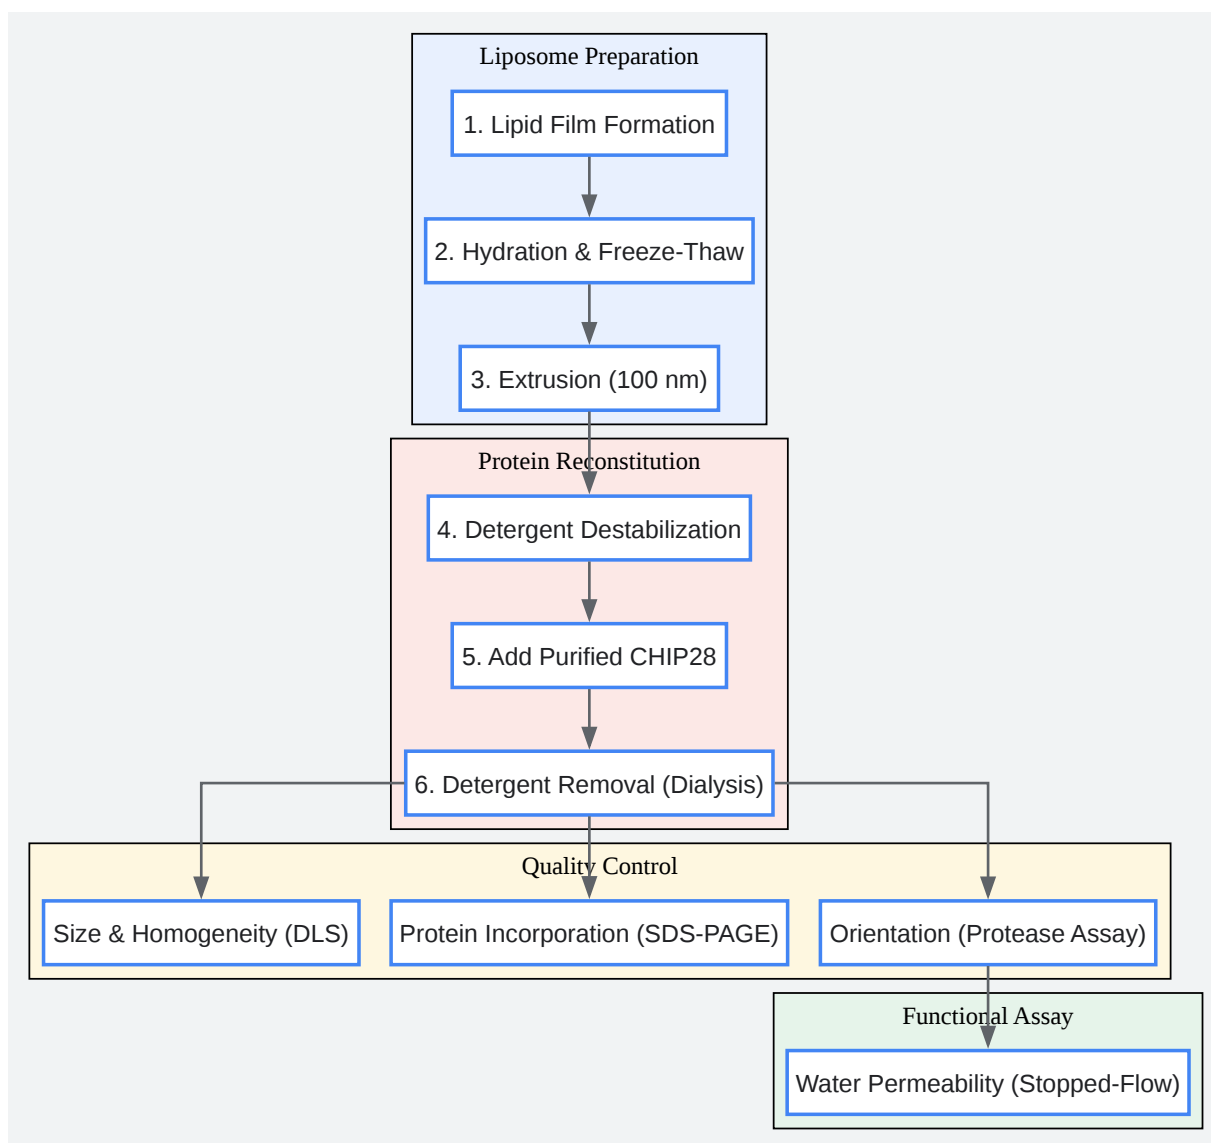 Liposome Preparation
1. Lipid Film Formation
2. Hydration & Freeze-Thaw
3. Extrusion (100 nm)
Protein Reconstitution
4. Detergent Destabilization
5. Add Purified CHIP28
6. Detergent Removal (Dialysis)
Quality Control
Size & Homogeneity (DLS)
Protein Incorporation (SDS-PAGE)
Orientation (Protease Assay)
Functional Assay
Water Permeability (Stopped-Flow)